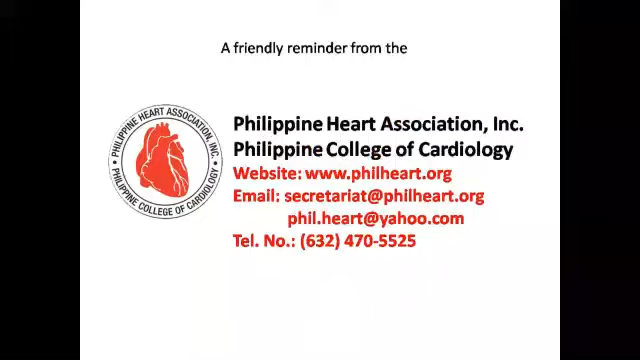 A friendly reminder from the
Philippine Heart Association, Inc.
Philippine College of Cardiology
Website: www.philheart.org
Email: secretariat@philheart.org
phil.heart@yahoo.com
Tel. No.: (632) 470-5525
PHILIPPINE HEART ASSOCIATION, INC.
PHILIPPINE COLLEGE OF CARDIOLOGY